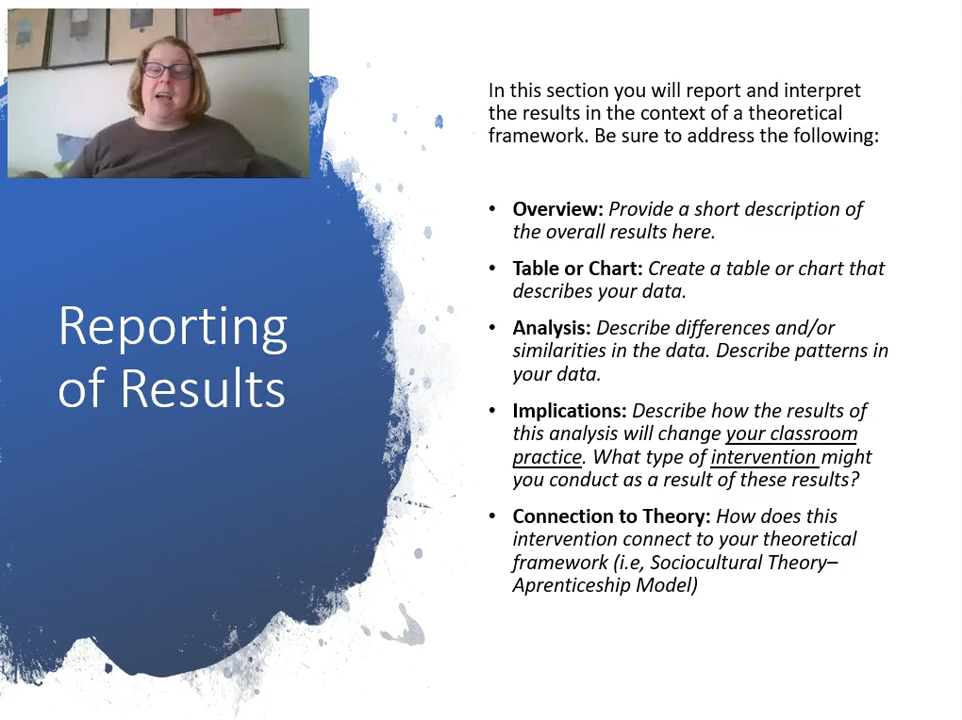 Reporting
of Results
In this section you will report and interpret
the results in the context of a theoretical
framework. Be sure to address the following:
• Overview: Provide a short description of
the overall results here.
• Table or Chart: Create a table or chart that
describes your data.
• Analysis: Describe differences and/or
similarities in the data. Describe patterns in
your data.
• Implications: Describe how the results of
this analysis will change your classroom
practice. What type of intervention might
you conduct as a result of these results?
• Connection to Theory: How does this
intervention connect to your theoretical
framework (i.e, Sociocultural Theory–
Aprenticeship Model)